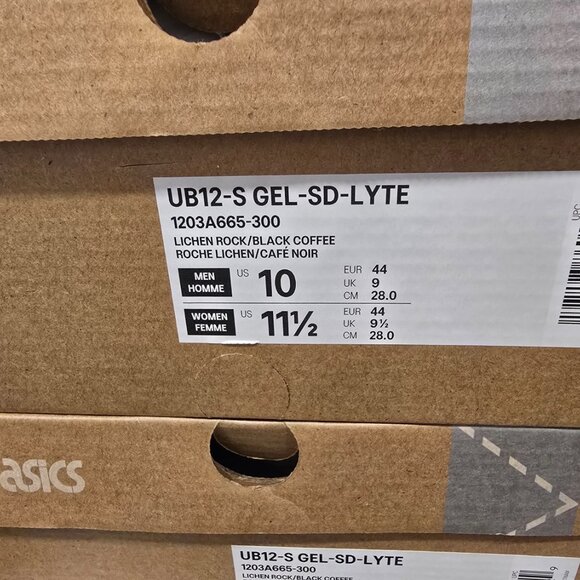 UB12-S GEL-SD-LYTE
1203A665-300
LICHEN ROCK/BLACK COFFEE
ROCHE LICHEN/CAFÉ NOIR
MEN HOMME US 10 EUR 44 UK 9 CM 28.0
WOMEN FEMME US 11½ EUR 44 UK 9½ CM 28.0
UPC
asics
UB12-S GEL-SD-LYTE
1203A665-300
LICHEN ROCK/BLACK COFFEE
9